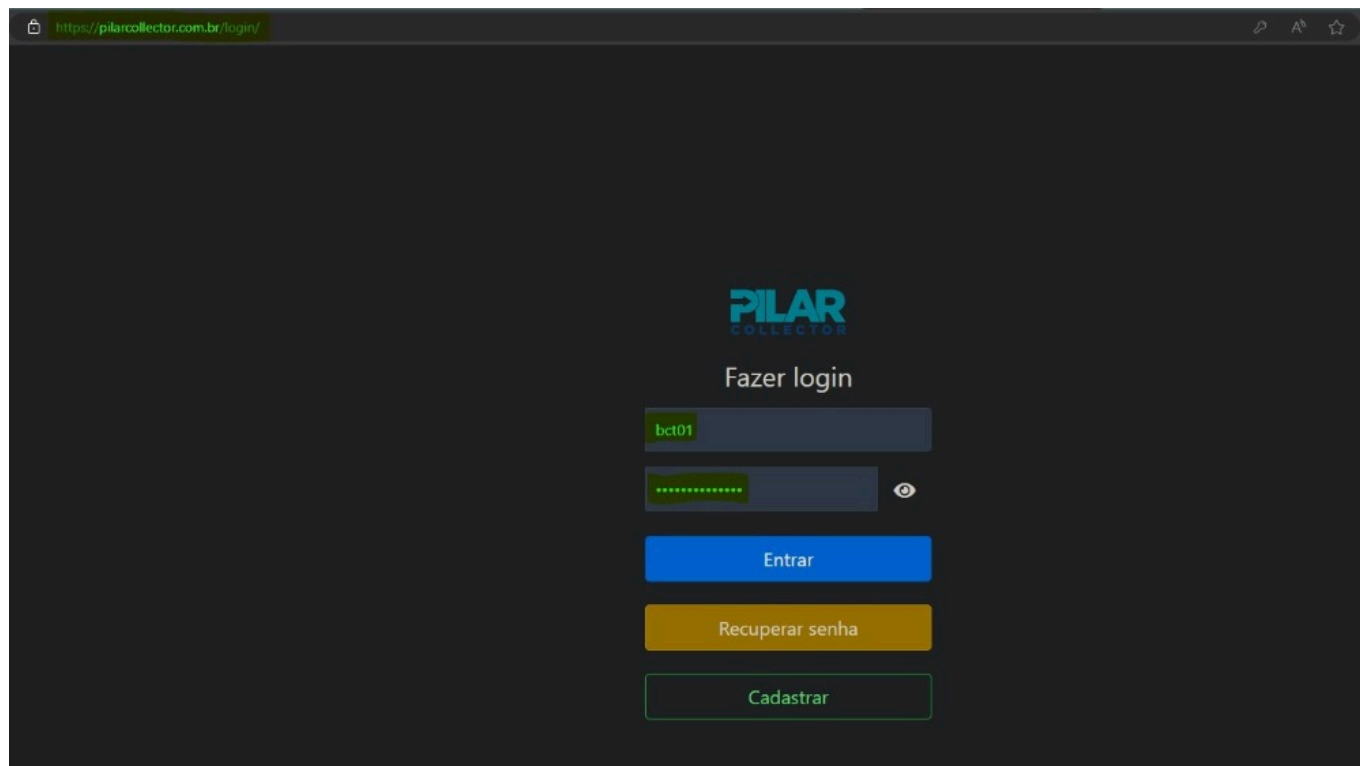 https://pilarcollector.com.br/login/
PILAR
COLLECTOR
Fazer login
bct01
••••••••••••••
Entrar
Recuperar senha
Cadastrar